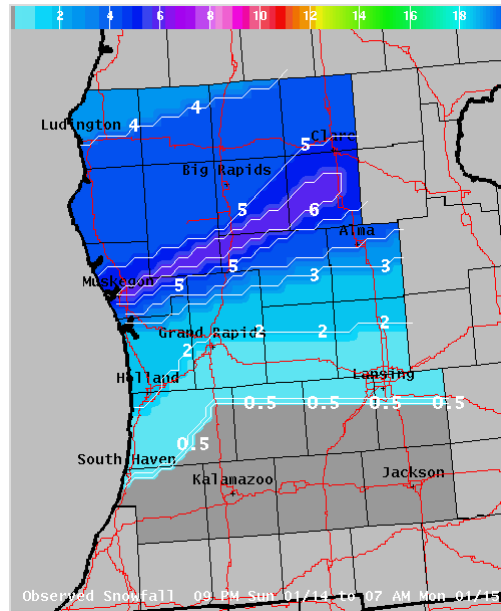 2 4 6 8 10 12 14 16 18
4
4
Ludington
5
Clare
Big Rapids
5
6
Alma
5
3
3
Muskegon
5
Grand Rapids
2
2
2
2
Holland
Lansing
0.5 0.5 0.5 0.5
0.5
South Haven
Kalamazoo
Jackson
Observed Snowfall 09 PM Sun 01/14 to 07 AM Mon 01/15